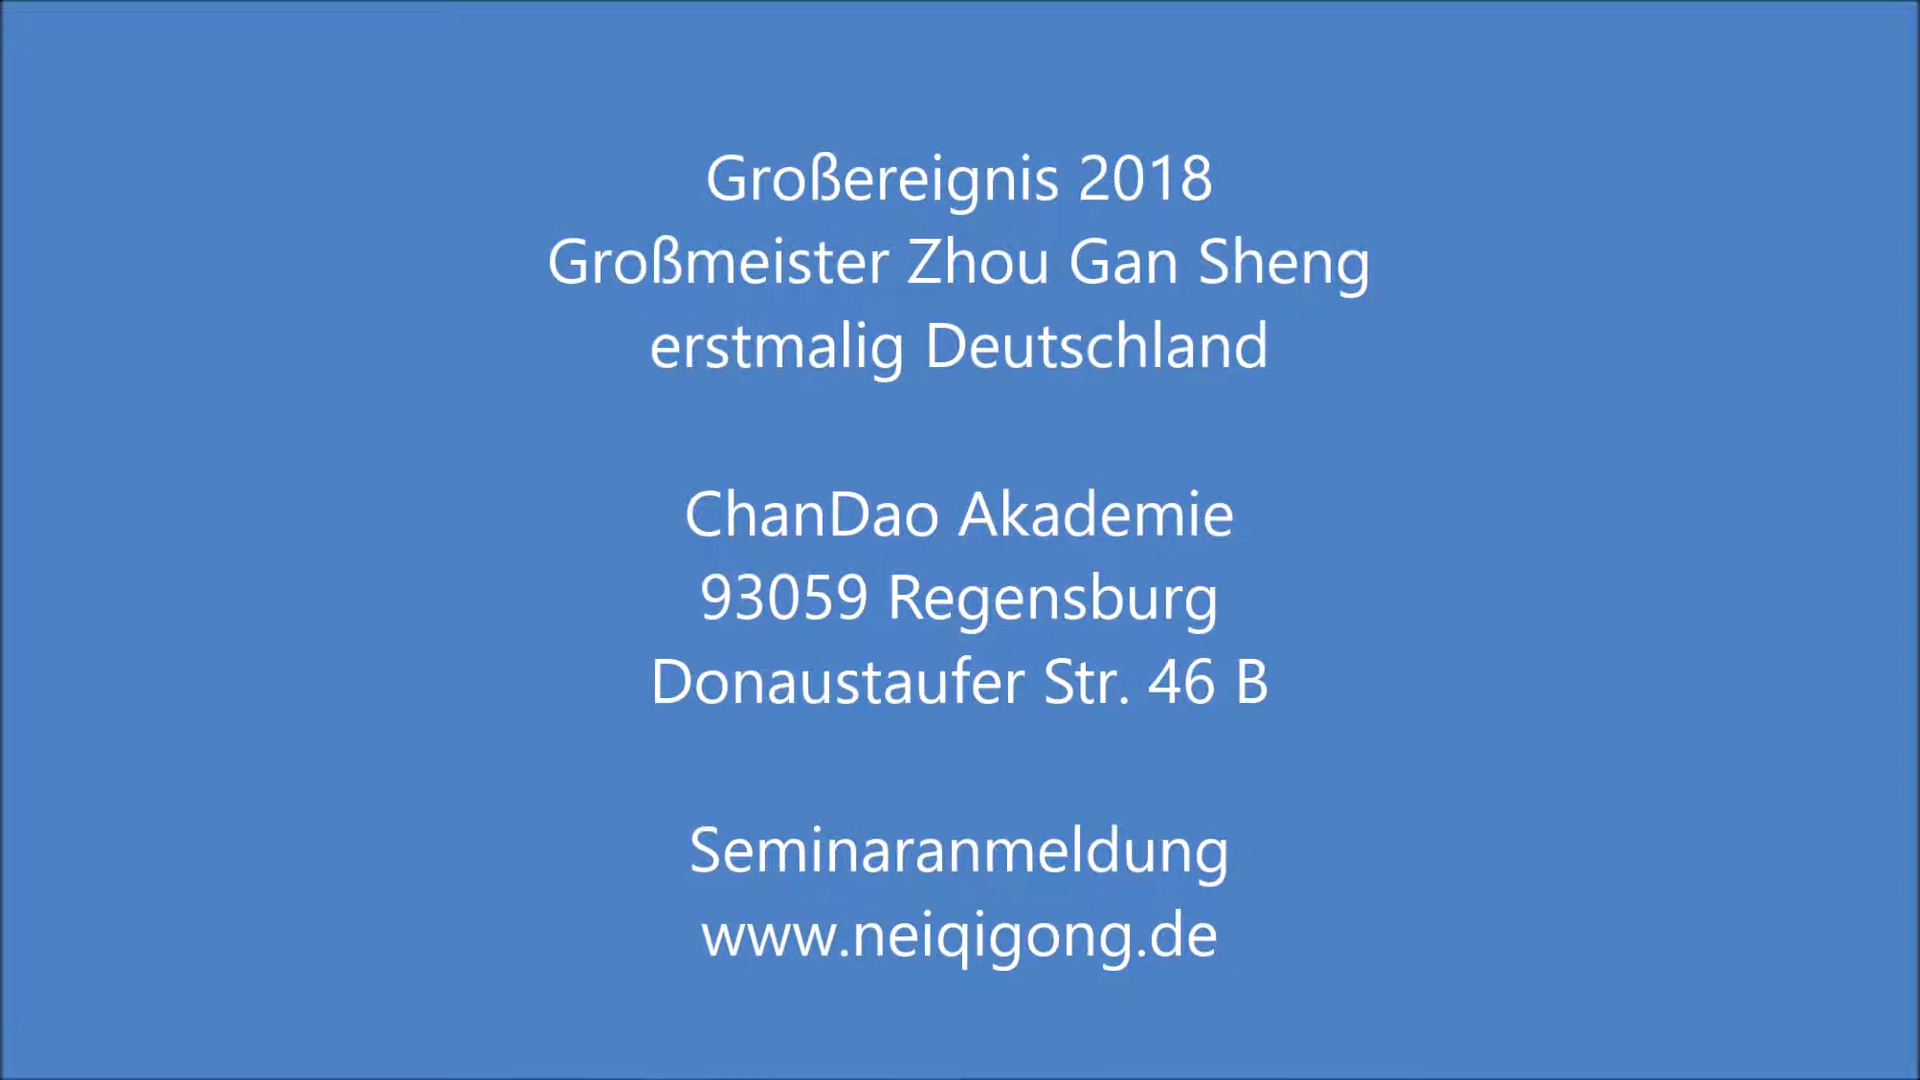 Großereignis 2018
Großmeister Zhou Gan Sheng
erstmalig Deutschland
ChanDao Akademie
93059 Regensburg
Donaustaufer Str. 46 B
Seminaranmeldung
www.neiqigong.de